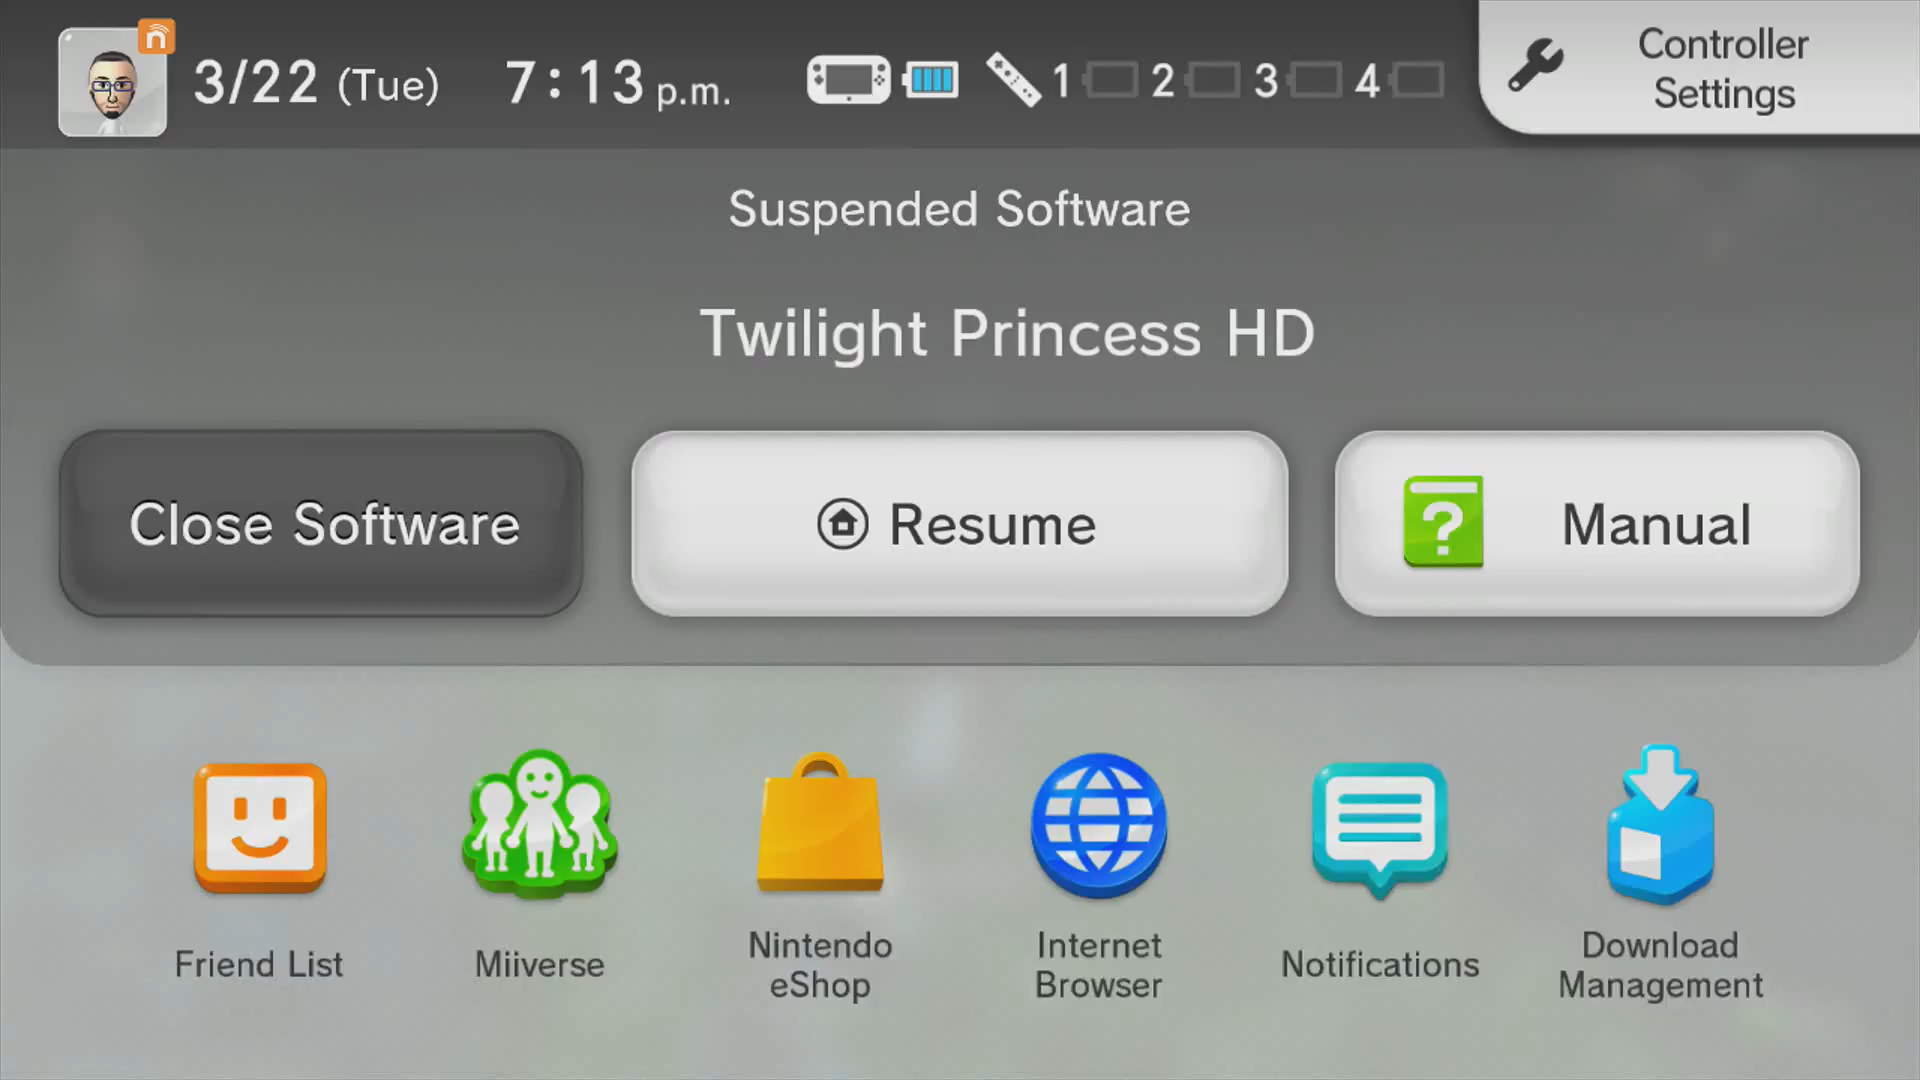 3/22 (Tue) 7:13 p.m. 1 2 3 4
Controller
Settings
Suspended Software
Twilight Princess HD
Close Software
Resume
? Manual
Friend List
Miiverse
Nintendo
eShop
Internet
Browser
Notifications
Download
Management